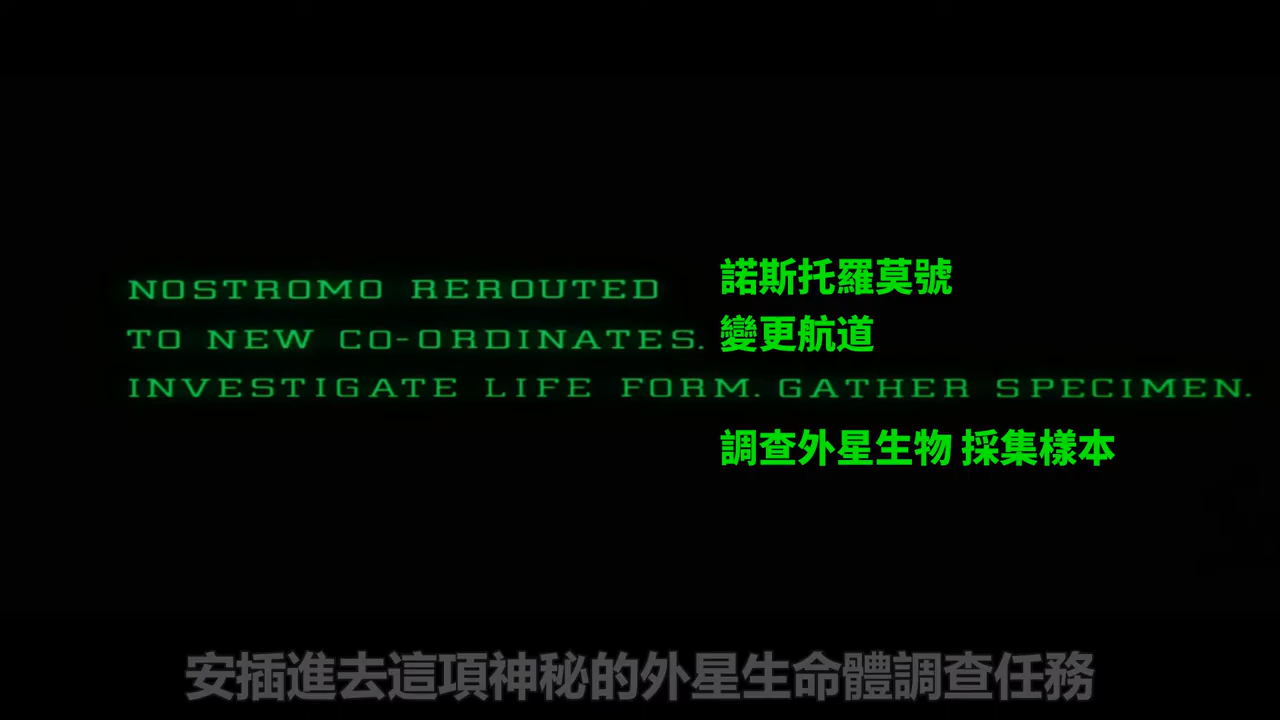 NOSTROMO REROUTED
諾斯托羅莫號
TO NEW CO-ORDINATES.
變更航道
INVESTIGATE LIFE FORM. GATHER SPECIMEN.
調查外星生物 採集樣本
安插進去這項神秘的外星生命體調查任務